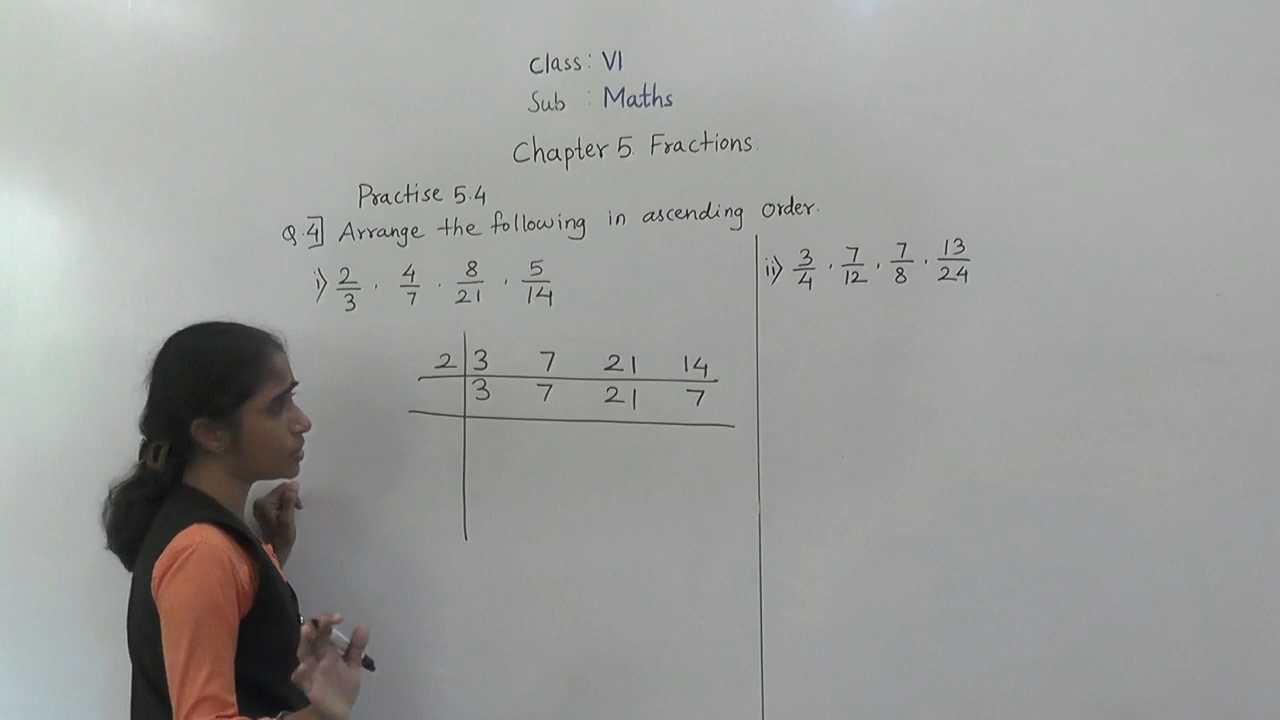 Class: VI
Sub : Maths
Chapter 5. Fractions.
Practise 5.4
Q.4] Arrange the following in ascending order.
i) 2/3 . 4/7 . 8/21 . 5/14
2 | 3 7 21 14
3 7 21 7
ii) 3/4 . 7/12 . 7/8 . 13/24